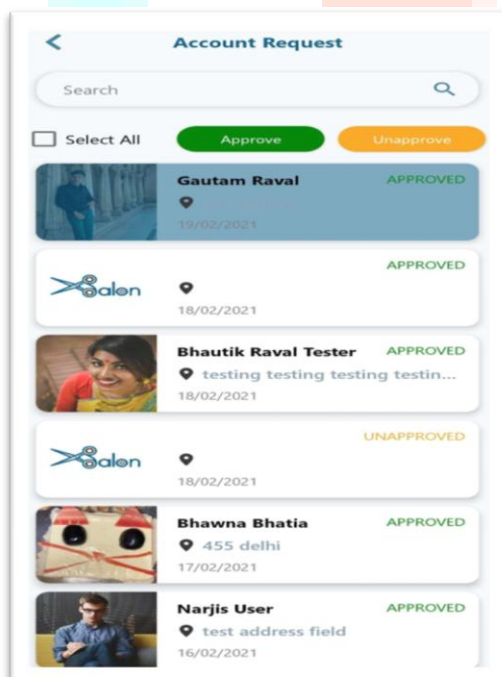 Account Request
Search
Select All Approve Unapprove
Gautam Raval APPROVED
19/02/2021
APPROVED
Salon
18/02/2021
Bhautik Raval Tester APPROVED
testing testing testing testin...
18/02/2021
UNAPPROVED
Salon
18/02/2021
Bhawna Bhatia APPROVED
455 delhi
17/02/2021
Narjis User APPROVED
test address field
16/02/2021